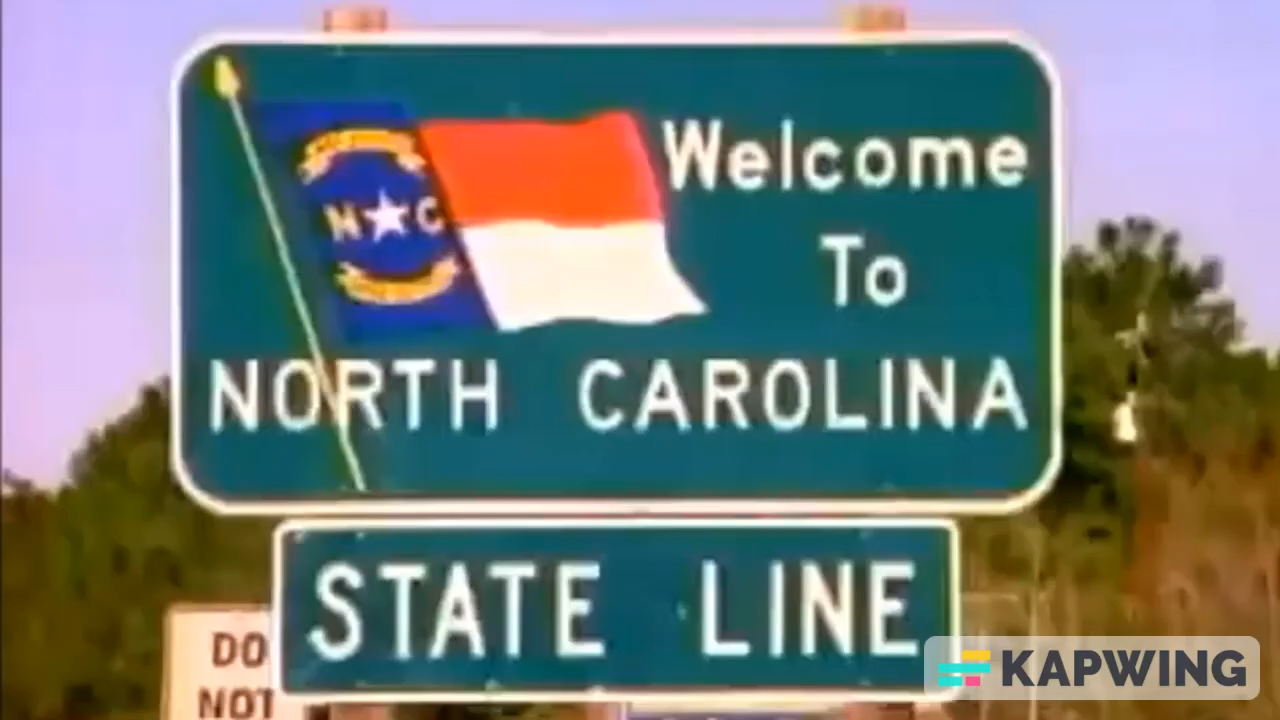 Welcome
To
N C
NORTH CAROLINA
STATE LINE
DO
NOT
KAPWING